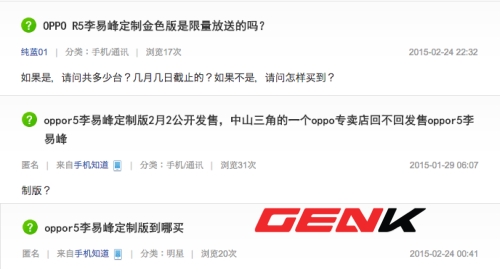 OPPO R5李易峰定制金色版是限量放送的吗?
纯蓝01 | 分类:手机/通讯 | 浏览17次 2015-02-24 22:32
如果是,请问共多少台?几月几日截止的?如果不是,请问怎样买到?
oppor5李易峰定制版2月2公开发售,中山三角的一个oppo专卖店回不回发售oppor5李
易峰
匿名 | 来自手机知道 | 分类:手机/通讯 | 浏览31次 2015-01-29 06:07
制版?
oppor5李易峰定制版到哪买
GENK
匿名 | 来自手机知道 | 分类:明星 | 浏览20次 2015-02-24 00:41